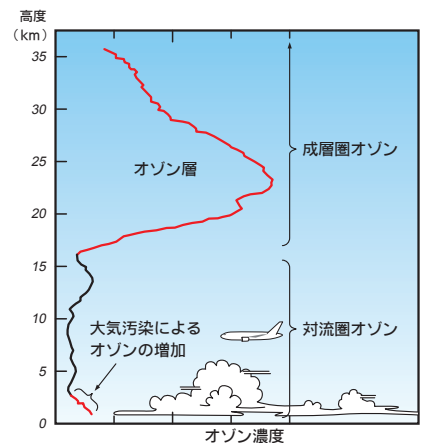 高度
(km)
35
30
25
20
15
10
5
0
オゾン層
成層圏オゾン
対流圏オゾン
大気汚染による
オゾンの増加
オゾン濃度